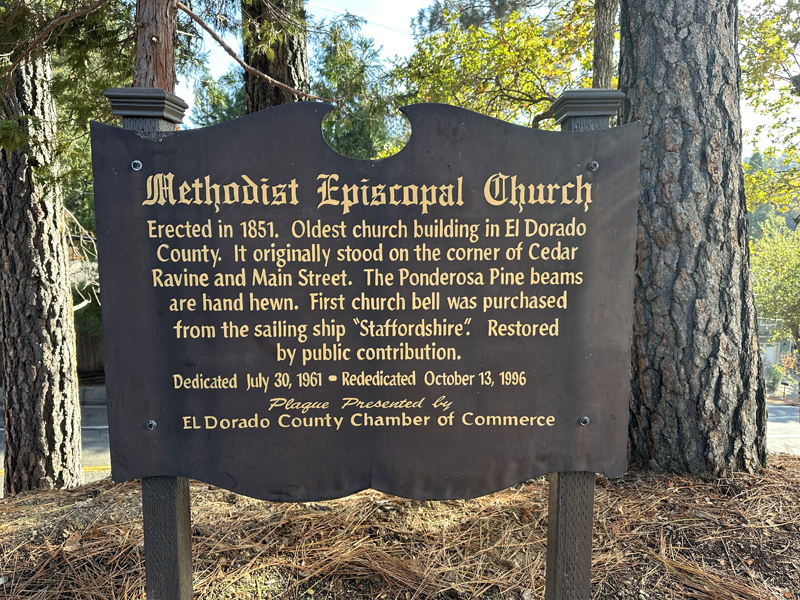 Methodist Episcopal Church
Erected in 1851. Oldest church building in El Dorado
County. It originally stood on the corner of Cedar
Ravine and Main Street. The Ponderosa Pine beams
are hand hewn. First church bell was purchased
from the sailing ship "Staffordshire". Restored
by public contribution.
Dedicated July 30, 1961 • Rededicated October 13, 1996
Plaque Presented by
El Dorado County Chamber of Commerce